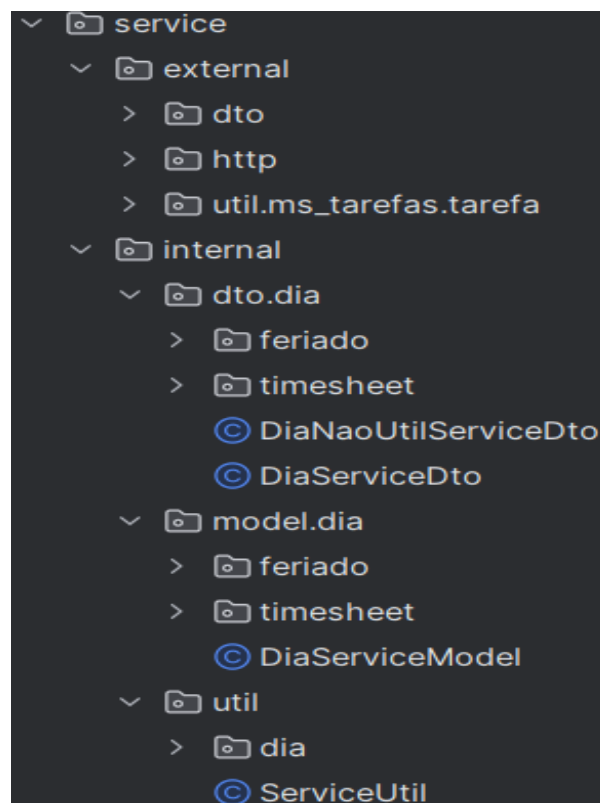 service
external
dto
http
util.ms_tarefas.tarefa
internal
dto.dia
feriado
timesheet
DiaNaoUtilServiceDto
DiaServiceDto
model.dia
feriado
timesheet
DiaServiceModel
util
dia
ServiceUtil